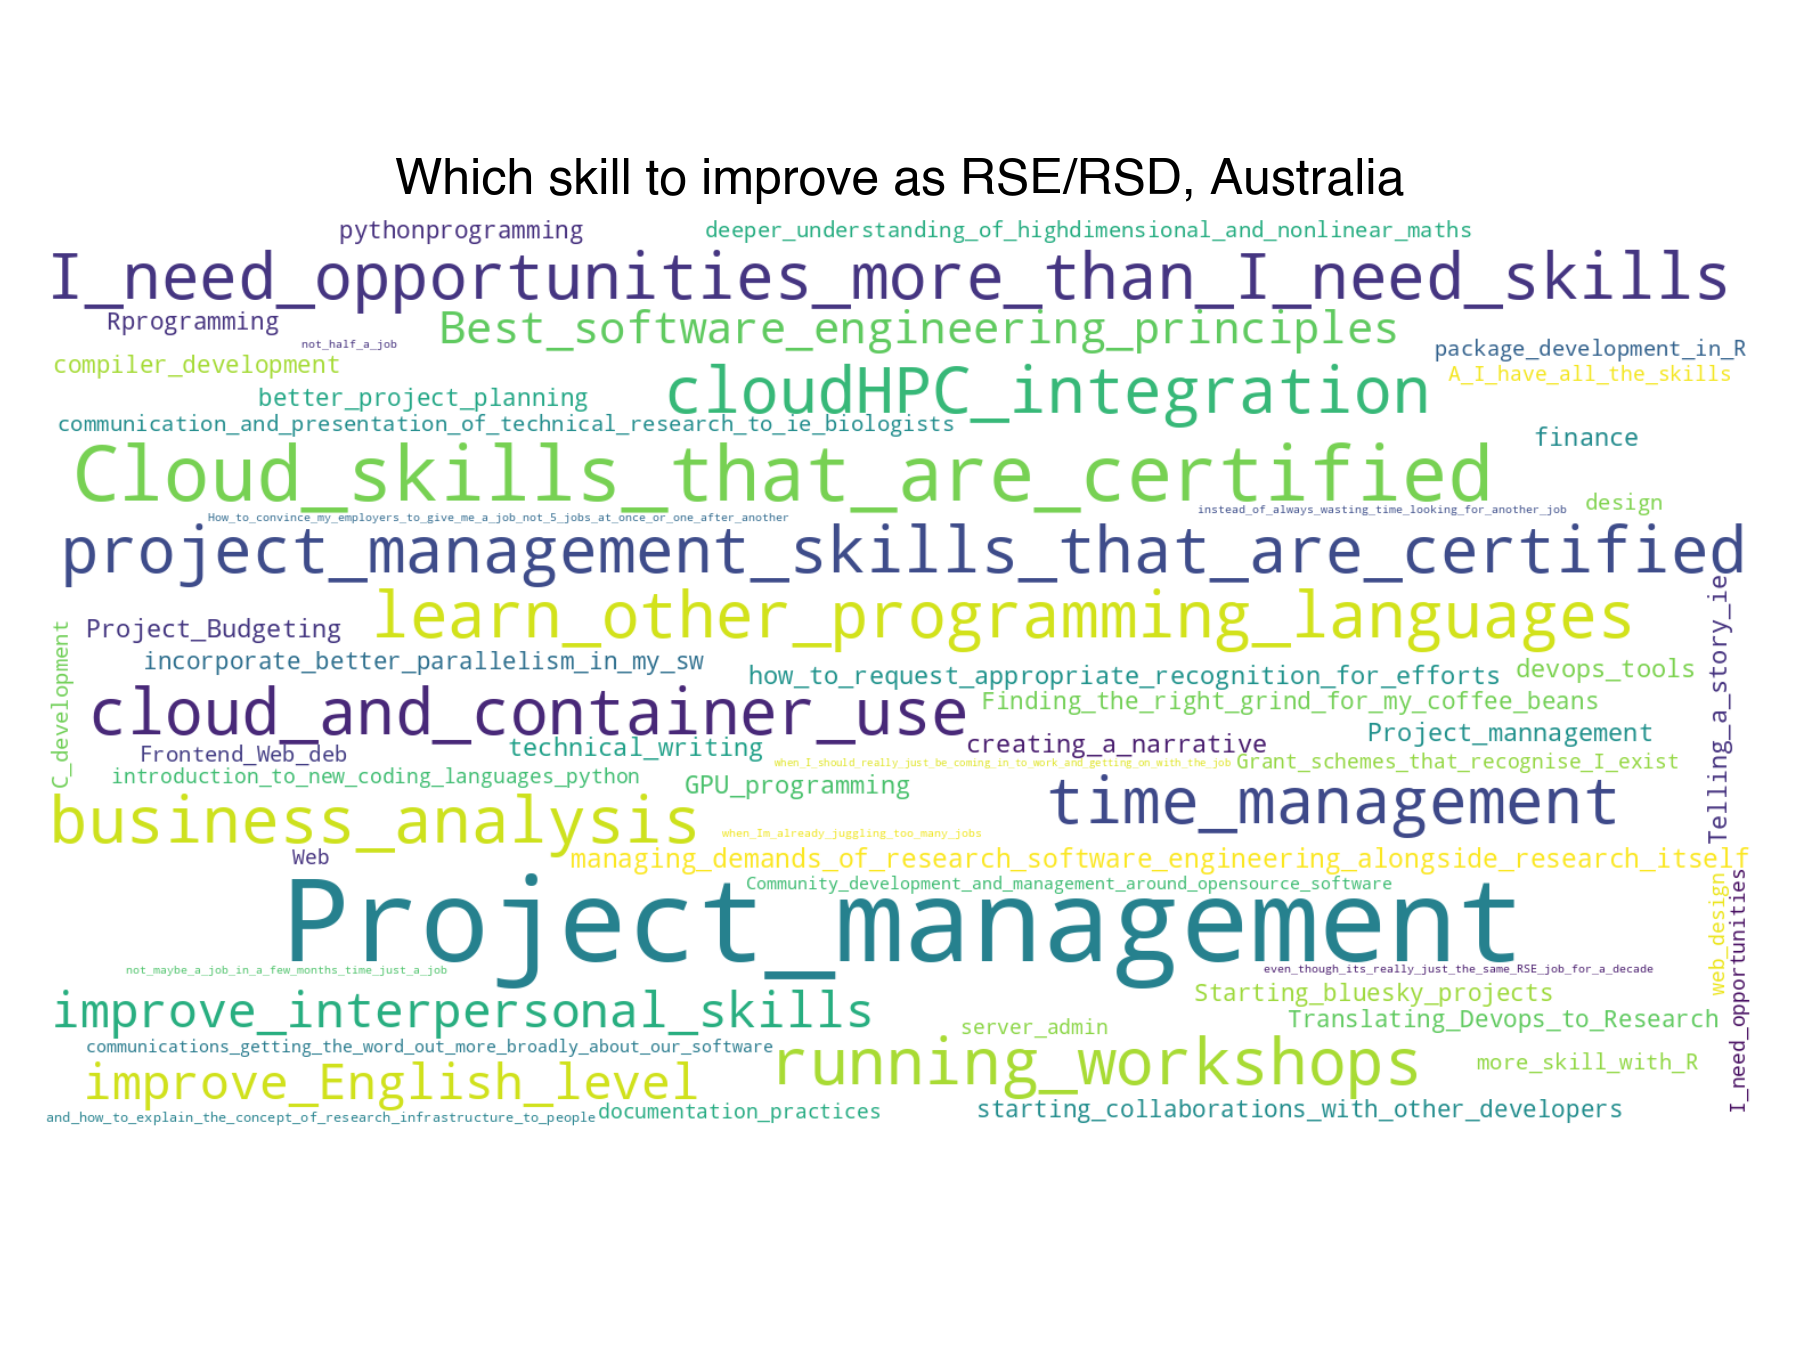 Which skill to improve as RSE/RSD, Australia
pythonprogramming
deeper_understanding_of_highdimensional_and_nonlinear_maths
I_need_opportunities_more_than_I_need_skills
Rprogramming
Best_software_engineering_principles
not_half_a_job
package_development_in_R
compiler_development
A_I_have_all_the_skills
cloudHPC_integration
better_project_planning
communication_and_presentation_of_technical_research_to_ie_biologists
finance
Cloud_skills_that_are_certified
design
How_to_convince_my_employers_to_give_me_a_job_not_5_jobs_at_once_or_one_after_another
instead_of_always_wasting_time_looking_for_another_job
project_management_skills_that_are_certified
learn_other_programming_languages
Project_Budgeting
C_development
Telling_a_story_ie
incorporate_better_parallelism_in_my_sw
how_to_request_appropriate_recognition_for_efforts
devops_tools
cloud_and_container_use
Finding_the_right_grind_for_my_coffee_beans
Project_mannagement
Frontend_Web_deb
technical_writing
creating_a_narrative
when_I_should_really_just_be_coming_in_to_work_and_getting_on_with_the_job
Grant_schemes_that_recognise_I_exist
introduction_to_new_coding_languages_python
GPU_programming
time_management
business_analysis
when_Im_already_juggling_too_many_jobs
Web
managing_demands_of_research_software_engineering_alongside_research_itself
Community_development_and_management_around_opensource_software
Project_management
web_design
I_need_opportunities
not_maybe_a_job_in_a_few_months_time_just_a_job
even_though_its_really_just_the_same_RSE_job_for_a_decade
improve_interpersonal_skills
Starting_bluesky_projects
server_admin
Translating_Devops_to_Research
communications_getting_the_word_out_more_broadly_about_our_software
running_workshops
more_skill_with_R
improve_English_level
and_how_to_explain_the_concept_of_research_infrastructure_to_people
documentation_practices
starting_collaborations_with_other_developers